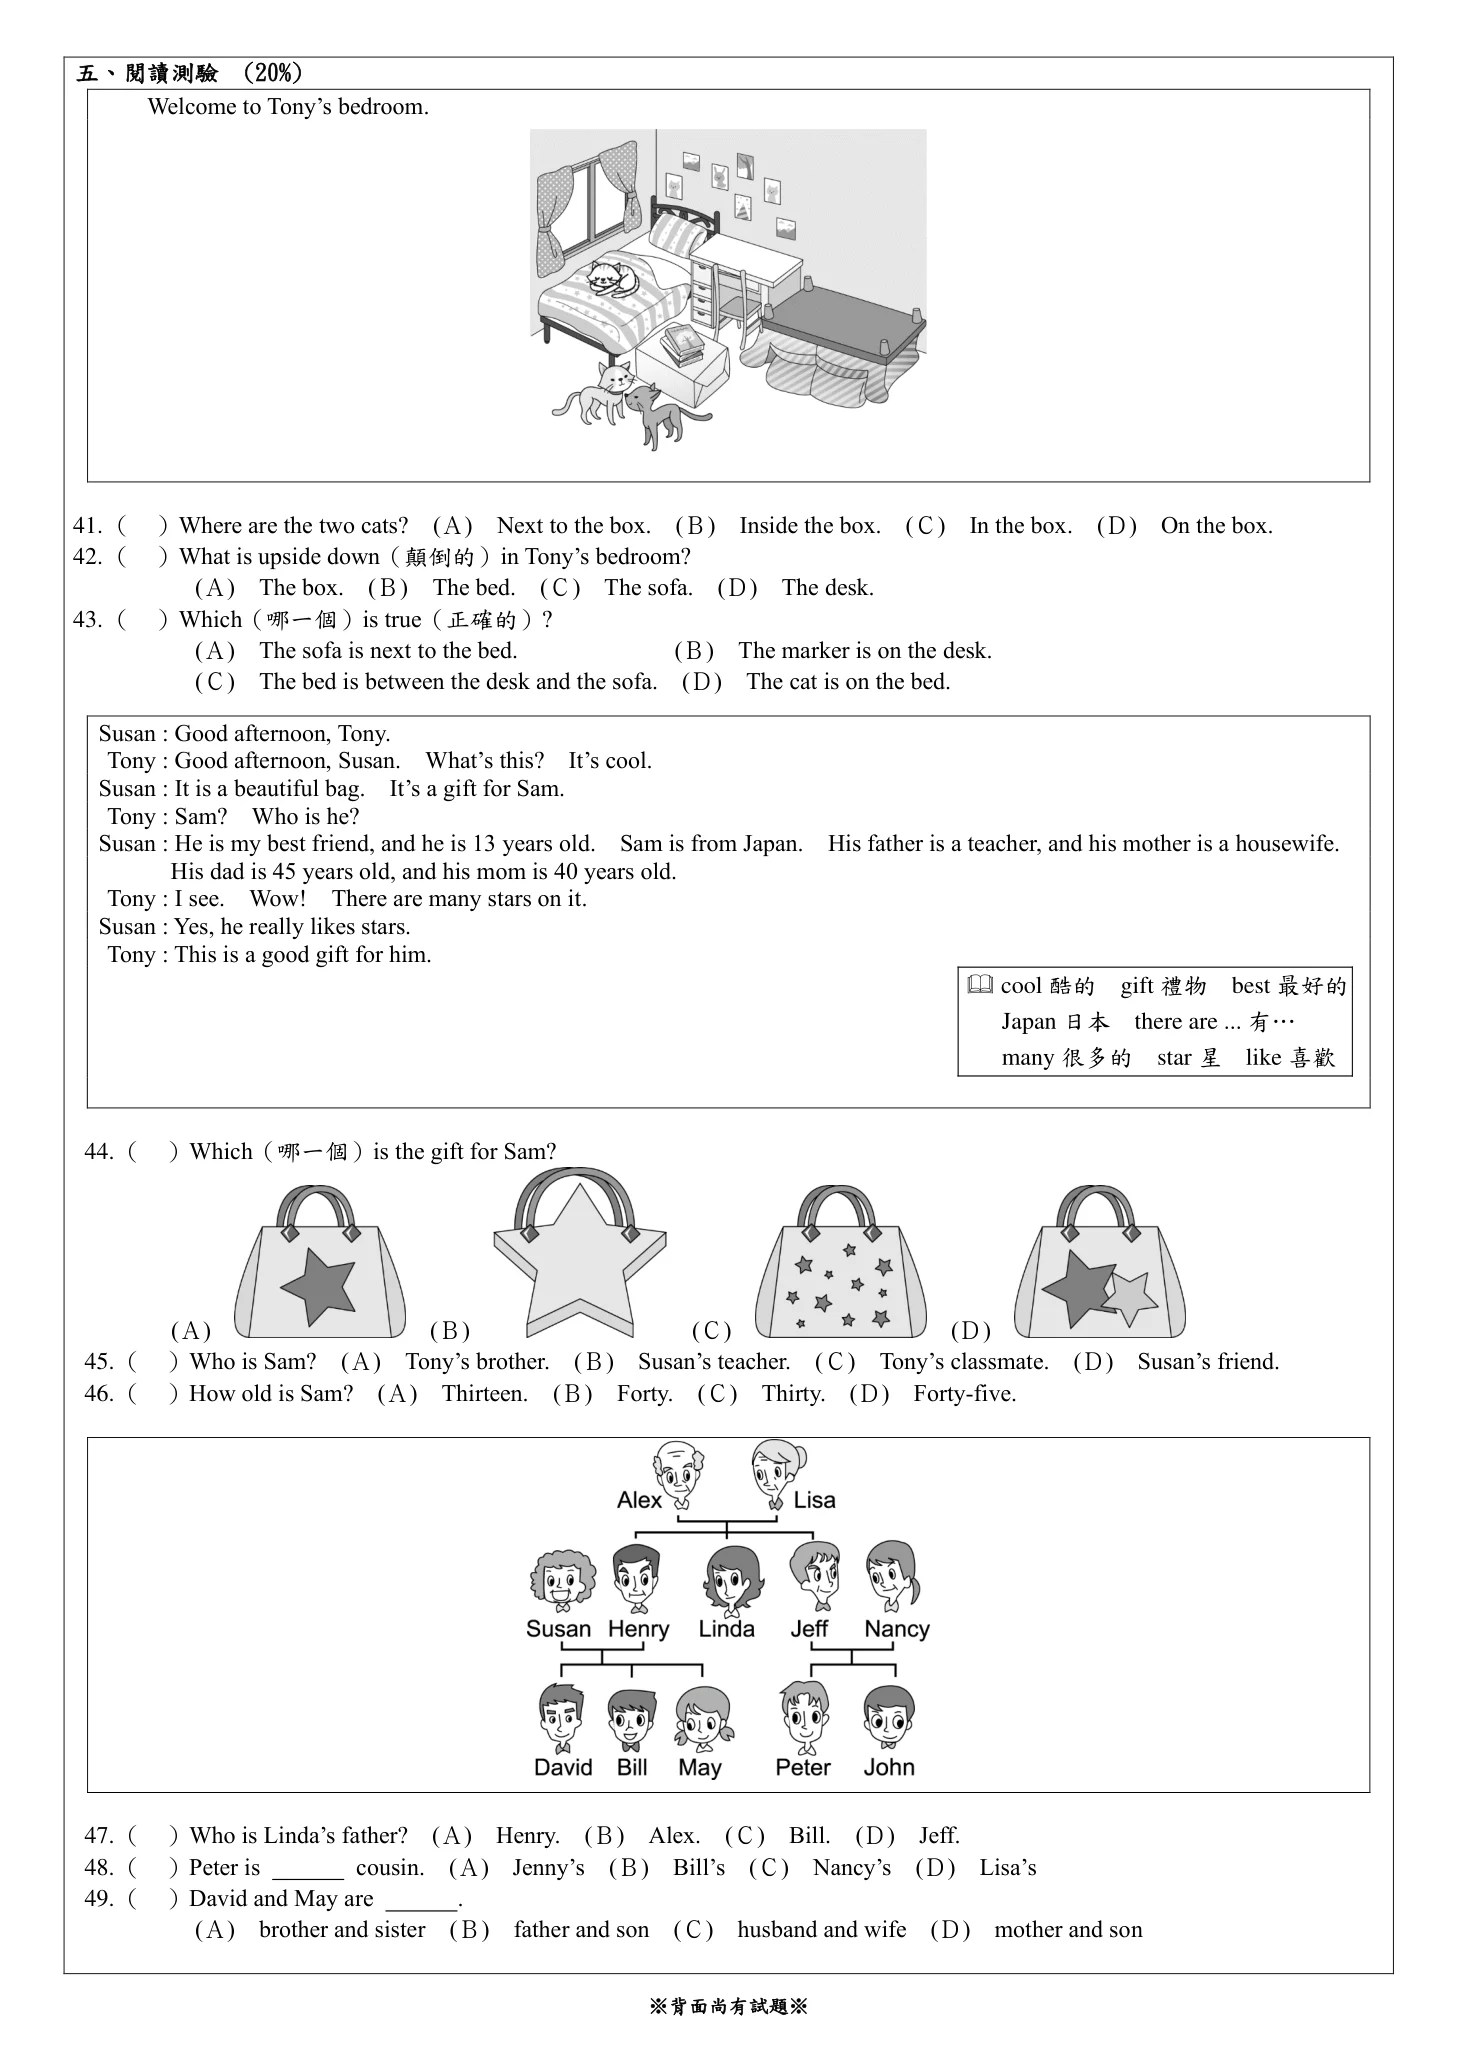 五、閱讀測驗 (20%)
Welcome to Tony's bedroom.
41.（ ）Where are the two cats? (A) Next to the box. (B) Inside the box. (C) In the box. (D) On the box.
42.（ ）What is upside down（顛倒的）in Tony's bedroom?
(A) The box. (B) The bed. (C) The sofa. (D) The desk.
43.（ ）Which（哪一個）is true（正確的）?
(A) The sofa is next to the bed. (B) The marker is on the desk.
(C) The bed is between the desk and the sofa. (D) The cat is on the bed.
Susan : Good afternoon, Tony.
Tony : Good afternoon, Susan. What's this? It's cool.
Susan : It is a beautiful bag. It's a gift for Sam.
Tony : Sam? Who is he?
Susan : He is my best friend, and he is 13 years old. Sam is from Japan. His father is a teacher, and his mother is a housewife.
His dad is 45 years old, and his mom is 40 years old.
Tony : I see. Wow! There are many stars on it.
Susan : Yes, he really likes stars.
Tony : This is a good gift for him.
cool 酷的 gift 禮物 best 最好的
Japan 日本 there are ... 有…
many 很多的 star 星 like 喜歡
44.（ ）Which（哪一個）is the gift for Sam?
(A) (B) (C) (D)
45.（ ）Who is Sam? (A) Tony's brother. (B) Susan's teacher. (C) Tony's classmate. (D) Susan's friend.
46.（ ）How old is Sam? (A) Thirteen. (B) Forty. (C) Thirty. (D) Forty-five.
Alex Lisa
Susan Henry Linda Jeff Nancy
David Bill May Peter John
47.（ ）Who is Linda's father? (A) Henry. (B) Alex. (C) Bill. (D) Jeff.
48.（ ）Peter is ______ cousin. (A) Jenny's (B) Bill's (C) Nancy's (D) Lisa's
49.（ ）David and May are ______.
(A) brother and sister (B) father and son (C) husband and wife (D) mother and son
※背面尚有試題※